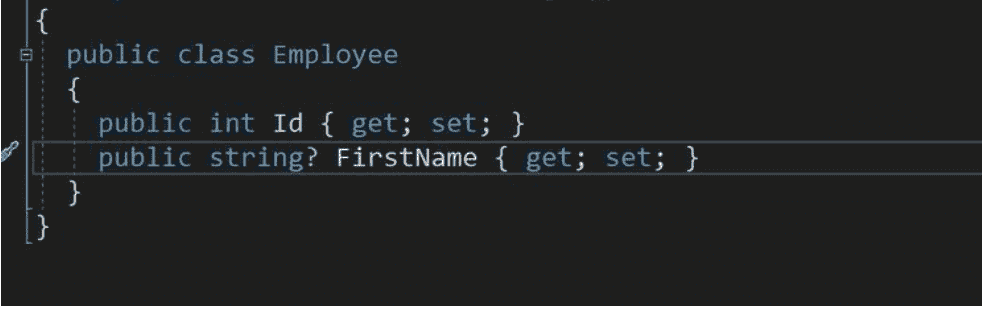 {
public class Employee
{
public int Id { get; set; }
public string? FirstName { get; set; }
}
}